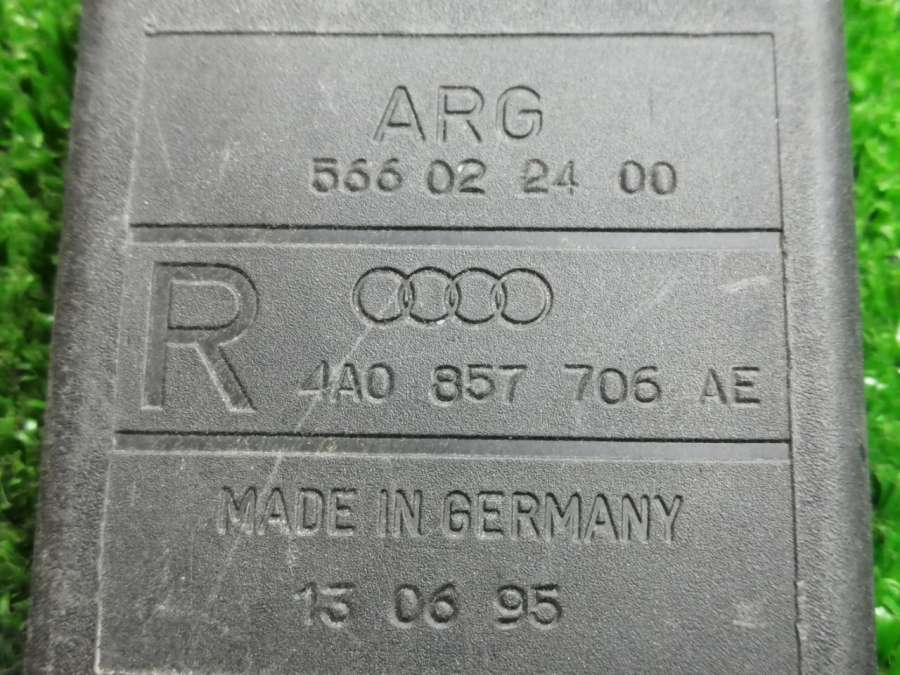 ARG
566 02 24 00
R
4A0 857 706 AE
MADE IN GERMANY
13 06 95